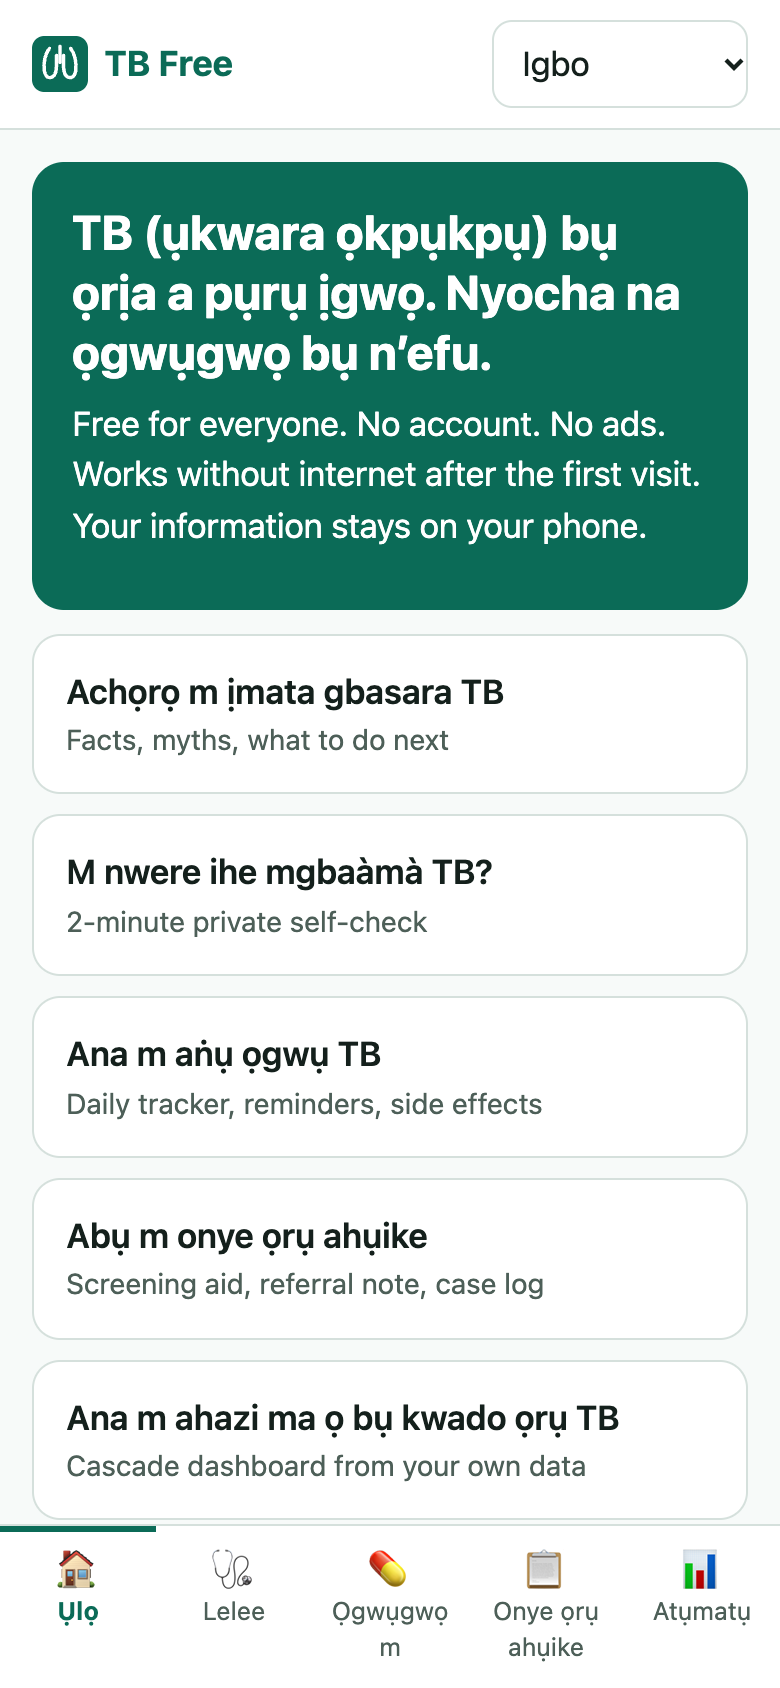 TB Free
Igbo
TB (ụkwara ọkpụkpụ) bụ
ọrịa a pụrụ ịgwọ. Nyocha na
ọgwụgwọ bụ n’efu.
Free for everyone. No account. No ads.
Works without internet after the first visit.
Your information stays on your phone.
Achọrọ m ịmata gbasara TB
Facts, myths, what to do next
M nwere ihe mgbaàmà TB?
2-minute private self-check
Ana m aṅụ ọgwụ TB
Daily tracker, reminders, side effects
Abụ m onye ọrụ ahụike
Screening aid, referral note, case log
Ana m ahazi ma ọ bụ kwado ọrụ TB
Cascade dashboard from your own data
Ụlọ
Lelee
Ọgwụgwọ
m
Onye ọrụ
ahụike
Atụmatụ